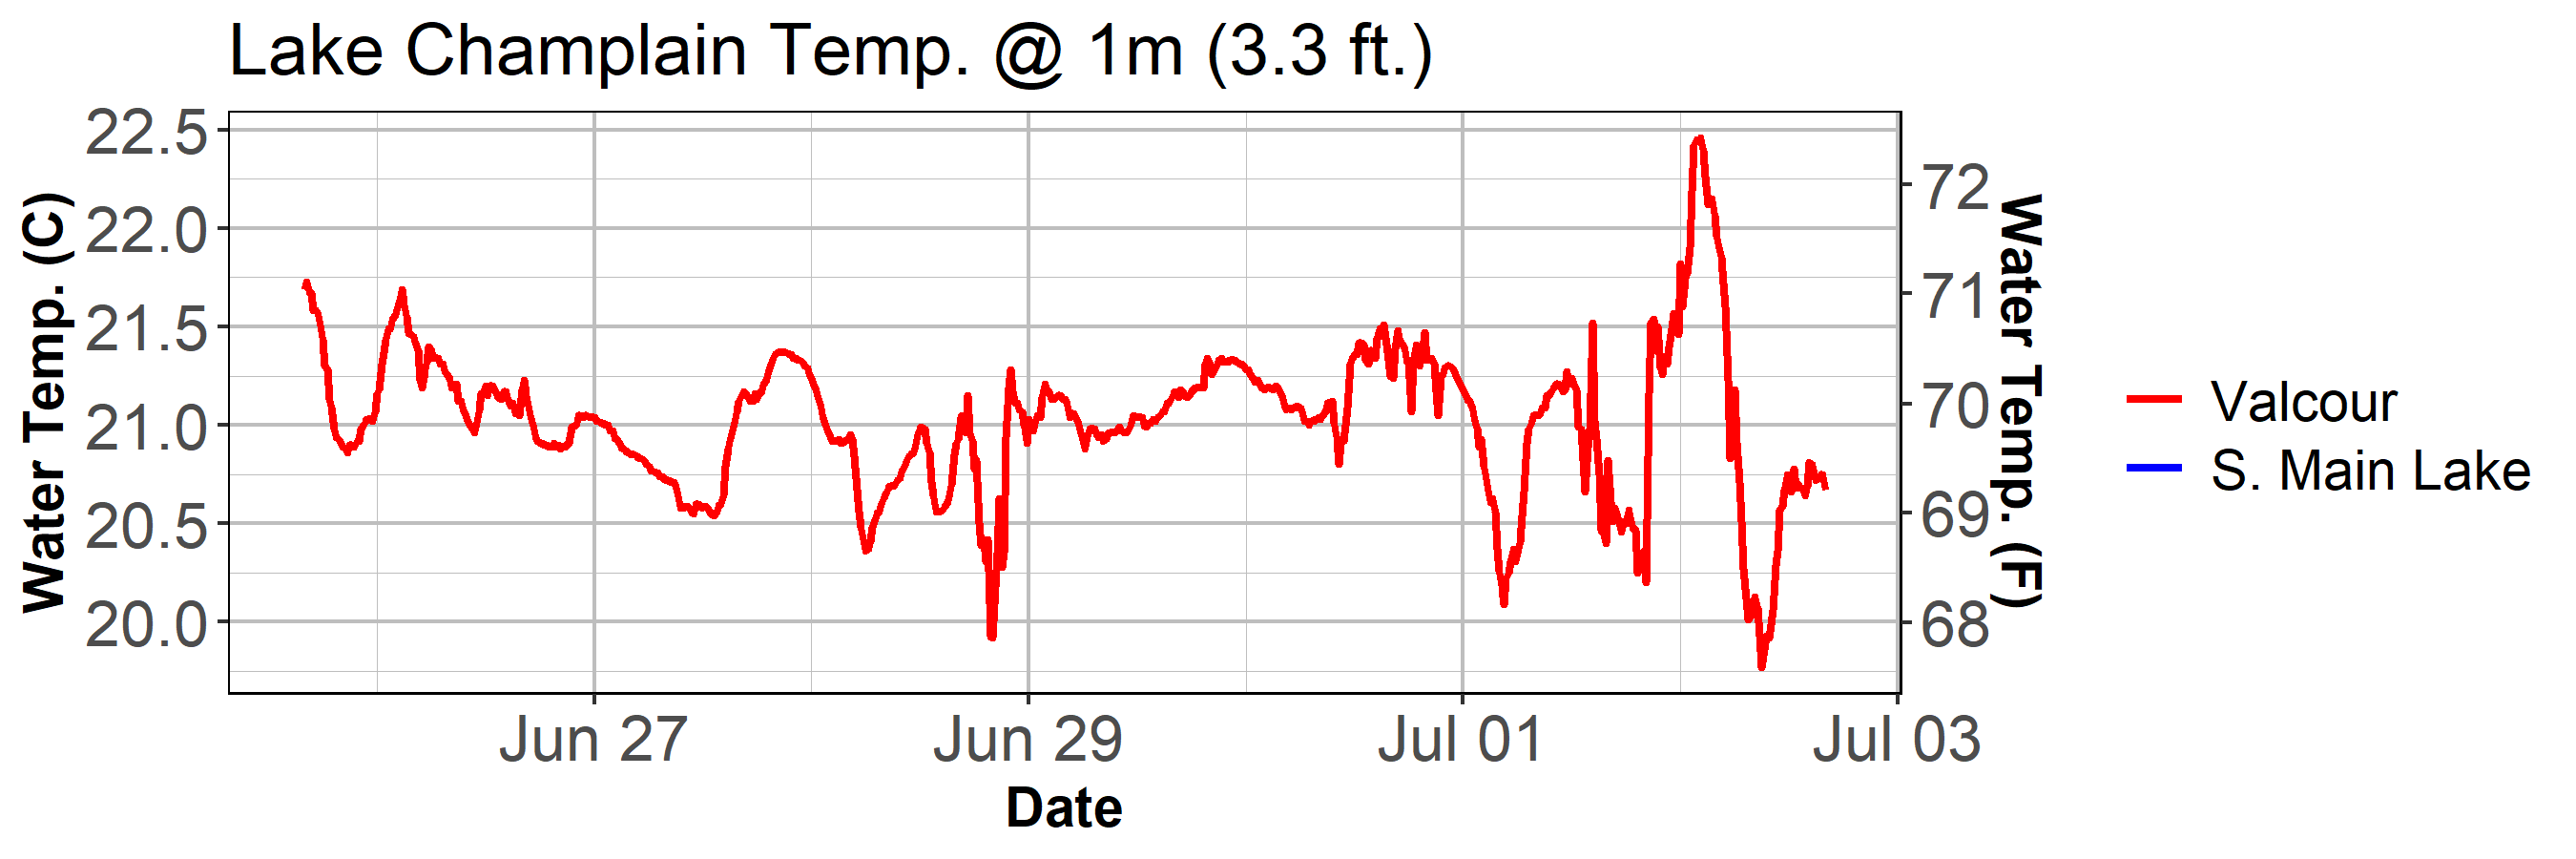 Lake Champlain Temp. @ 1m (3.3 ft.)
Water Temp. (C)
22.5
22.0
21.5
21.0
20.5
20.0
72
71
70
69
68
Water Temp. (F)
Jun 27
Jun 29
Jul 01
Jul 03
Date
Valcour
S. Main Lake